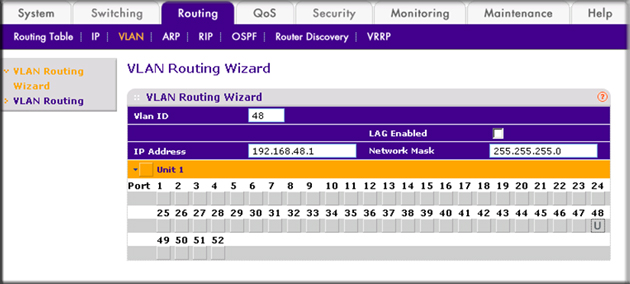 System Switching Routing QoS Security Monitoring Maintenance Help
Routing Table | IP | VLAN | ARP | RIP | OSPF | Router Discovery | VRRP
VLAN Routing Wizard
VLAN Routing
VLAN Routing Wizard
VLAN Routing Wizard ?
Vlan ID 48
LAG Enabled
IP Address 192.168.48.1 Network Mask 255.255.255.0
Unit 1
Port 1 2 3 4 5 6 7 8 9 10 11 12 13 14 15 16 17 18 19 20 21 22 23 24
25 26 27 28 29 30 31 32 33 34 35 36 37 38 39 40 41 42 43 44 45 46 47 48
U
49 50 51 52